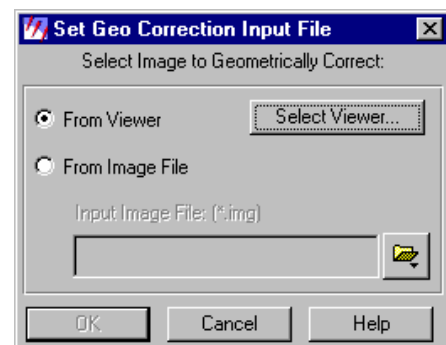 Set Geo Correction Input File
Select Image to Geometrically Correct:
From Viewer
Select Viewer...
From Image File
Input Image File: (*.img)
OK
Cancel
Help